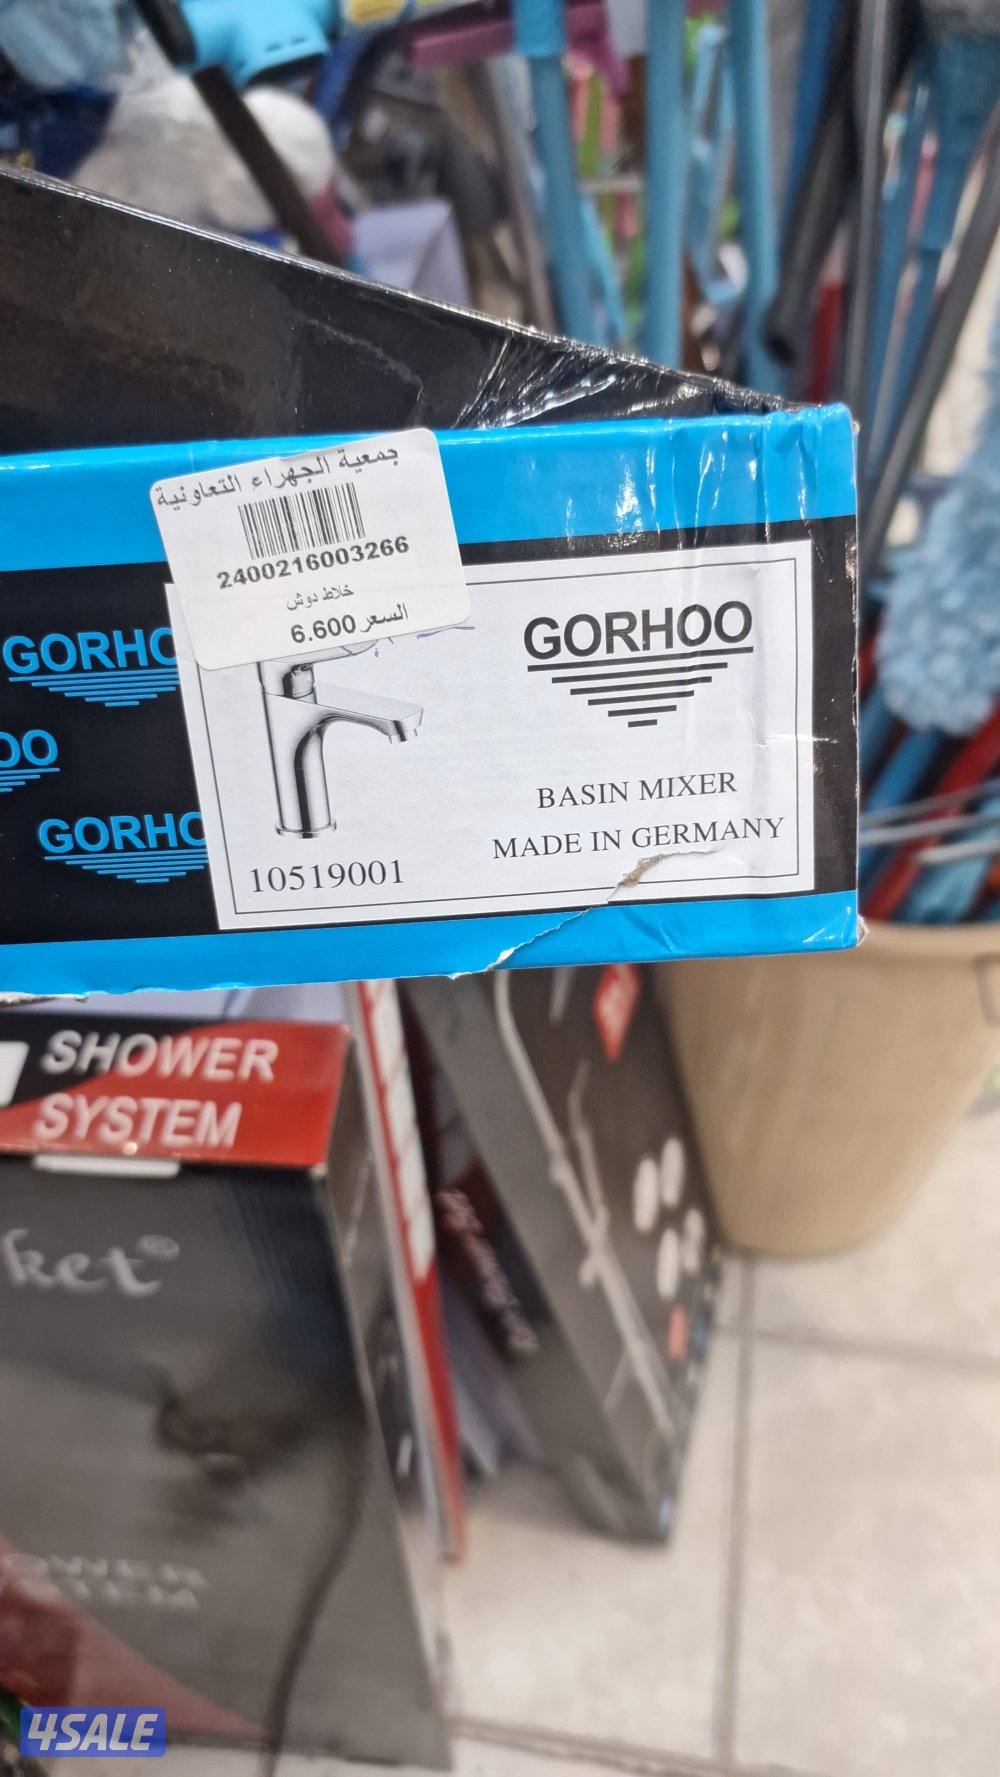 جمعية الجهراء التعاونية
2400216003266
خلاط دوش
السعر 6.600
GORHOO
BASIN MIXER
MADE IN GERMANY
10519001
GORHO
OO
GORHO
SHOWER
SYSTEM
ket©
4SALE